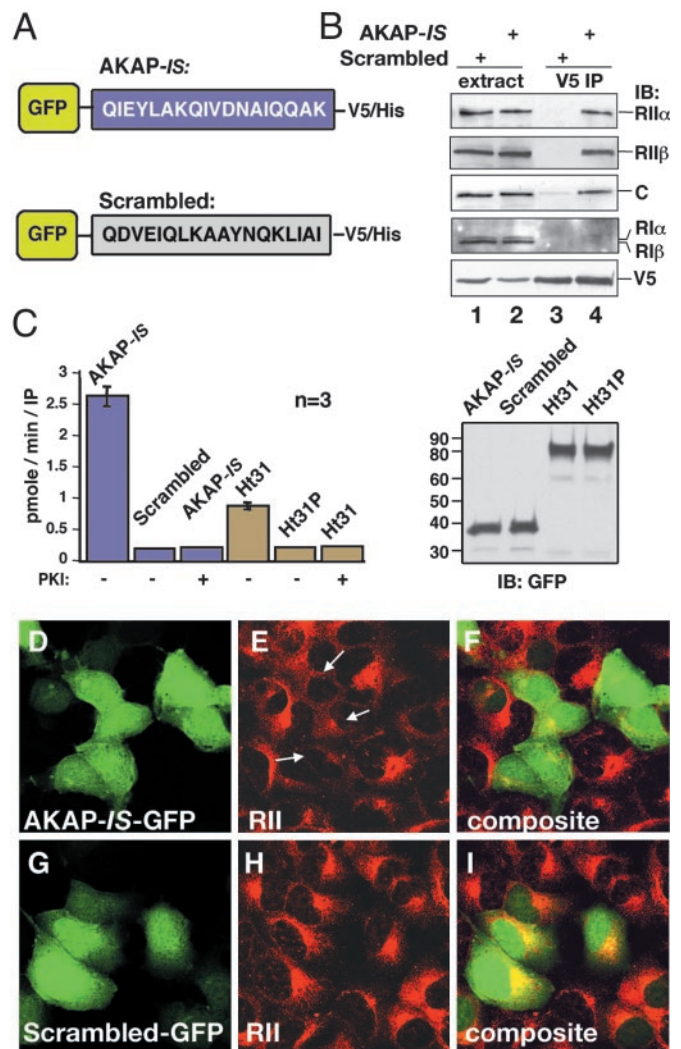 A
AKAP-IS:
GFP QIEYLAKQIVDNAIQQAK V5/His
Scrambled:
GFP QDVEIQLKAAYNQKLIAI V5/His
B
AKAP-IS + +
Scrambled + +
extract V5 IP IB:
RIIα
RIIβ
C
RIα
RIβ
V5
1 2 3 4
C
pmole / min / IP
3
2.5
2
1.5
1
0.5
0
AKAP-IS
Scrambled
AKAP-IS
Ht31
Ht31P
Ht31
n=3
PKI: - - + - - +
AKAP-IS
Scrambled
Ht31
Ht31P
90
80
60
50
40
30
IB: GFP
D
AKAP-IS-GFP
E
RII
F
composite
G
Scrambled-GFP
H
RII
I
composite